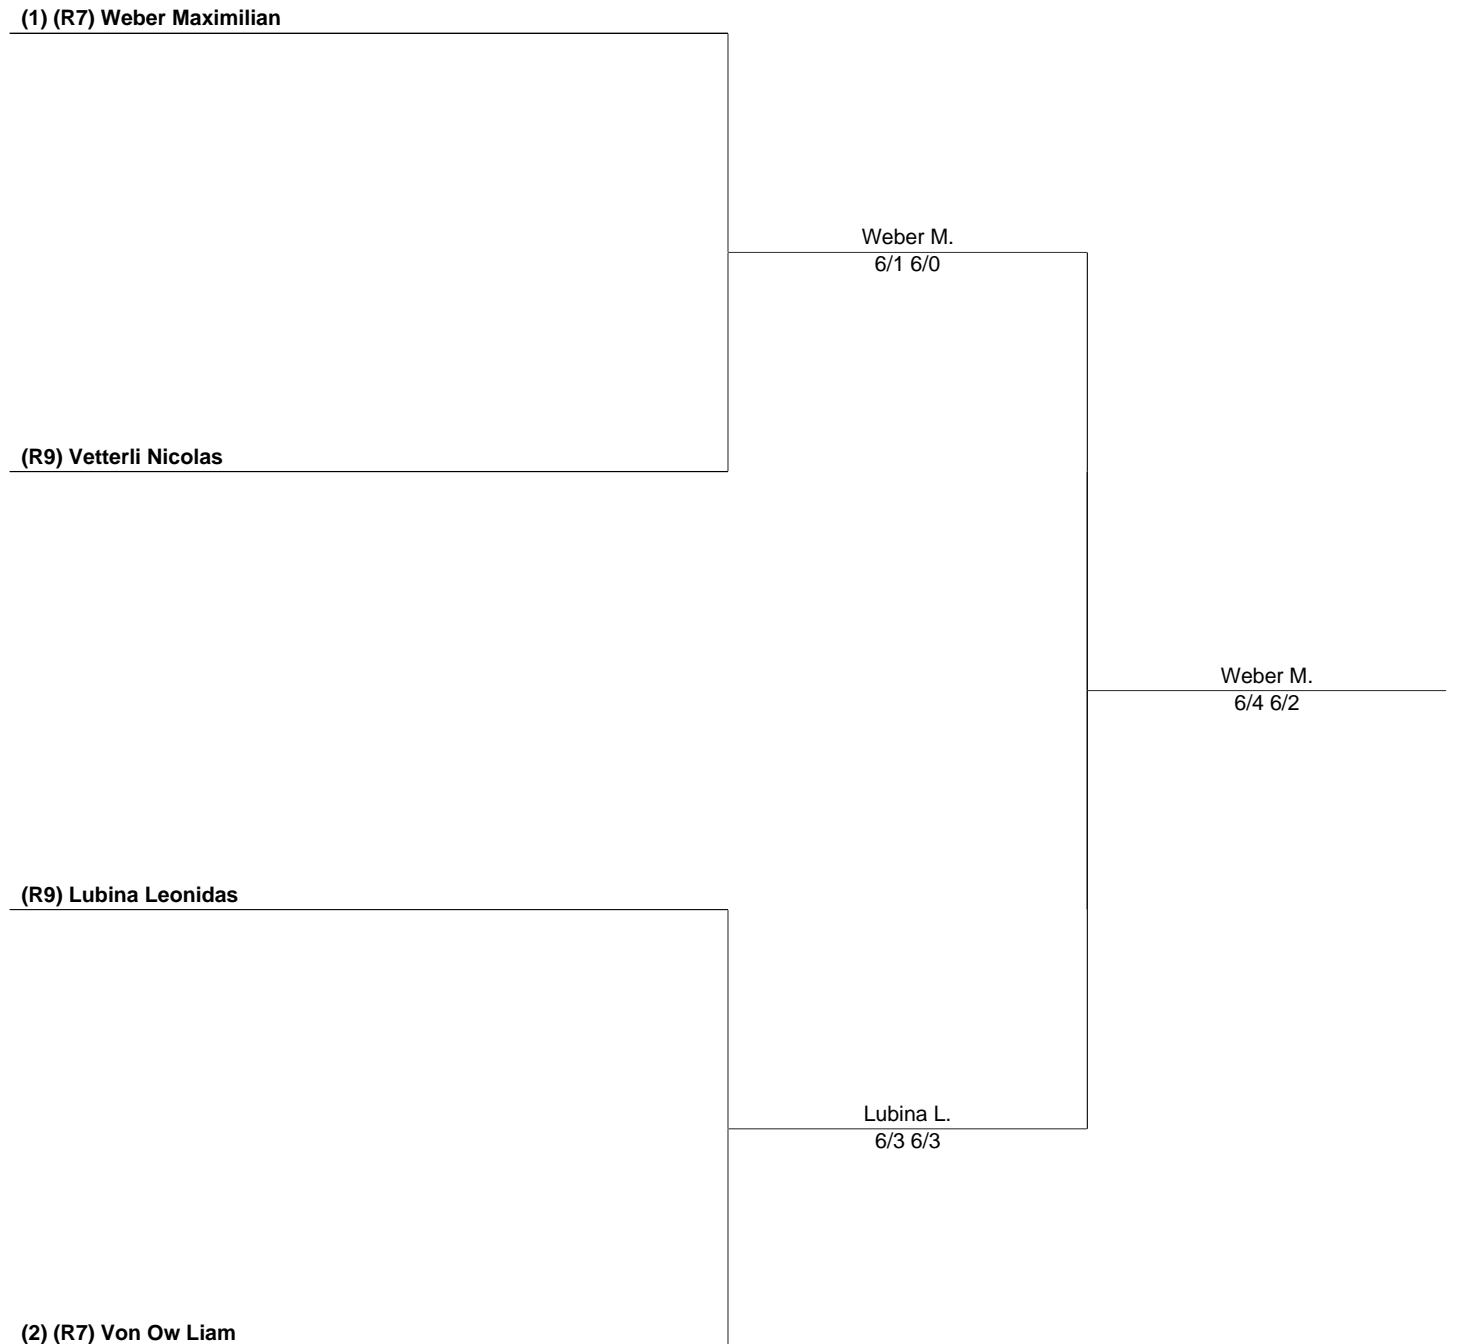 (1) (R7) Weber Maximilian
Weber M.
6/1 6/0
(R9) Vetterli Nicolas
Weber M.
6/4 6/2
(R9) Lubina Leonidas
Lubina L.
6/3 6/3
(2) (R7) Von Ow Liam